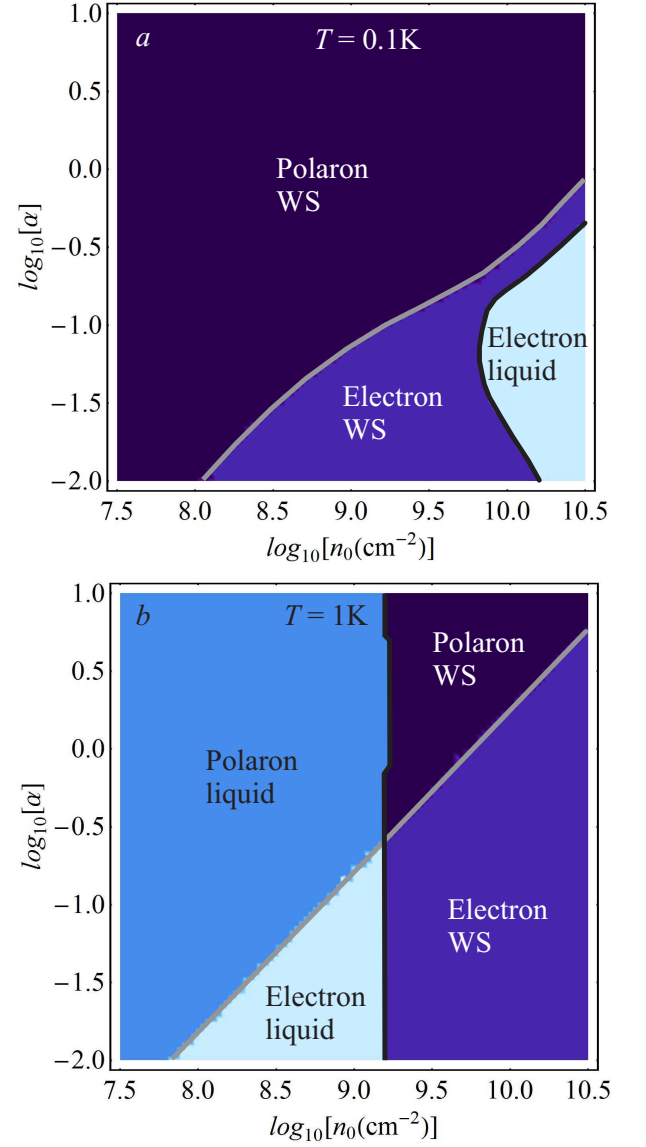 1.0
a
T = 0.1K
0.5
Polaron
WS
0.0
log10[α]
−0.5
−1.0
Electron
liquid
Electron
WS
−1.5
−2.0
7.5 8.0 8.5 9.0 9.5 10.0 10.5
log10[n0(cm−2)]
1.0
b
T = 1K
Polaron
WS
0.5
0.0
Polaron
liquid
log10[α]
−0.5
−1.0
Electron
WS
Electron
liquid
−1.5
−2.0
7.5 8.0 8.5 9.0 9.5 10.0 10.5
log10[n0(cm−2)]